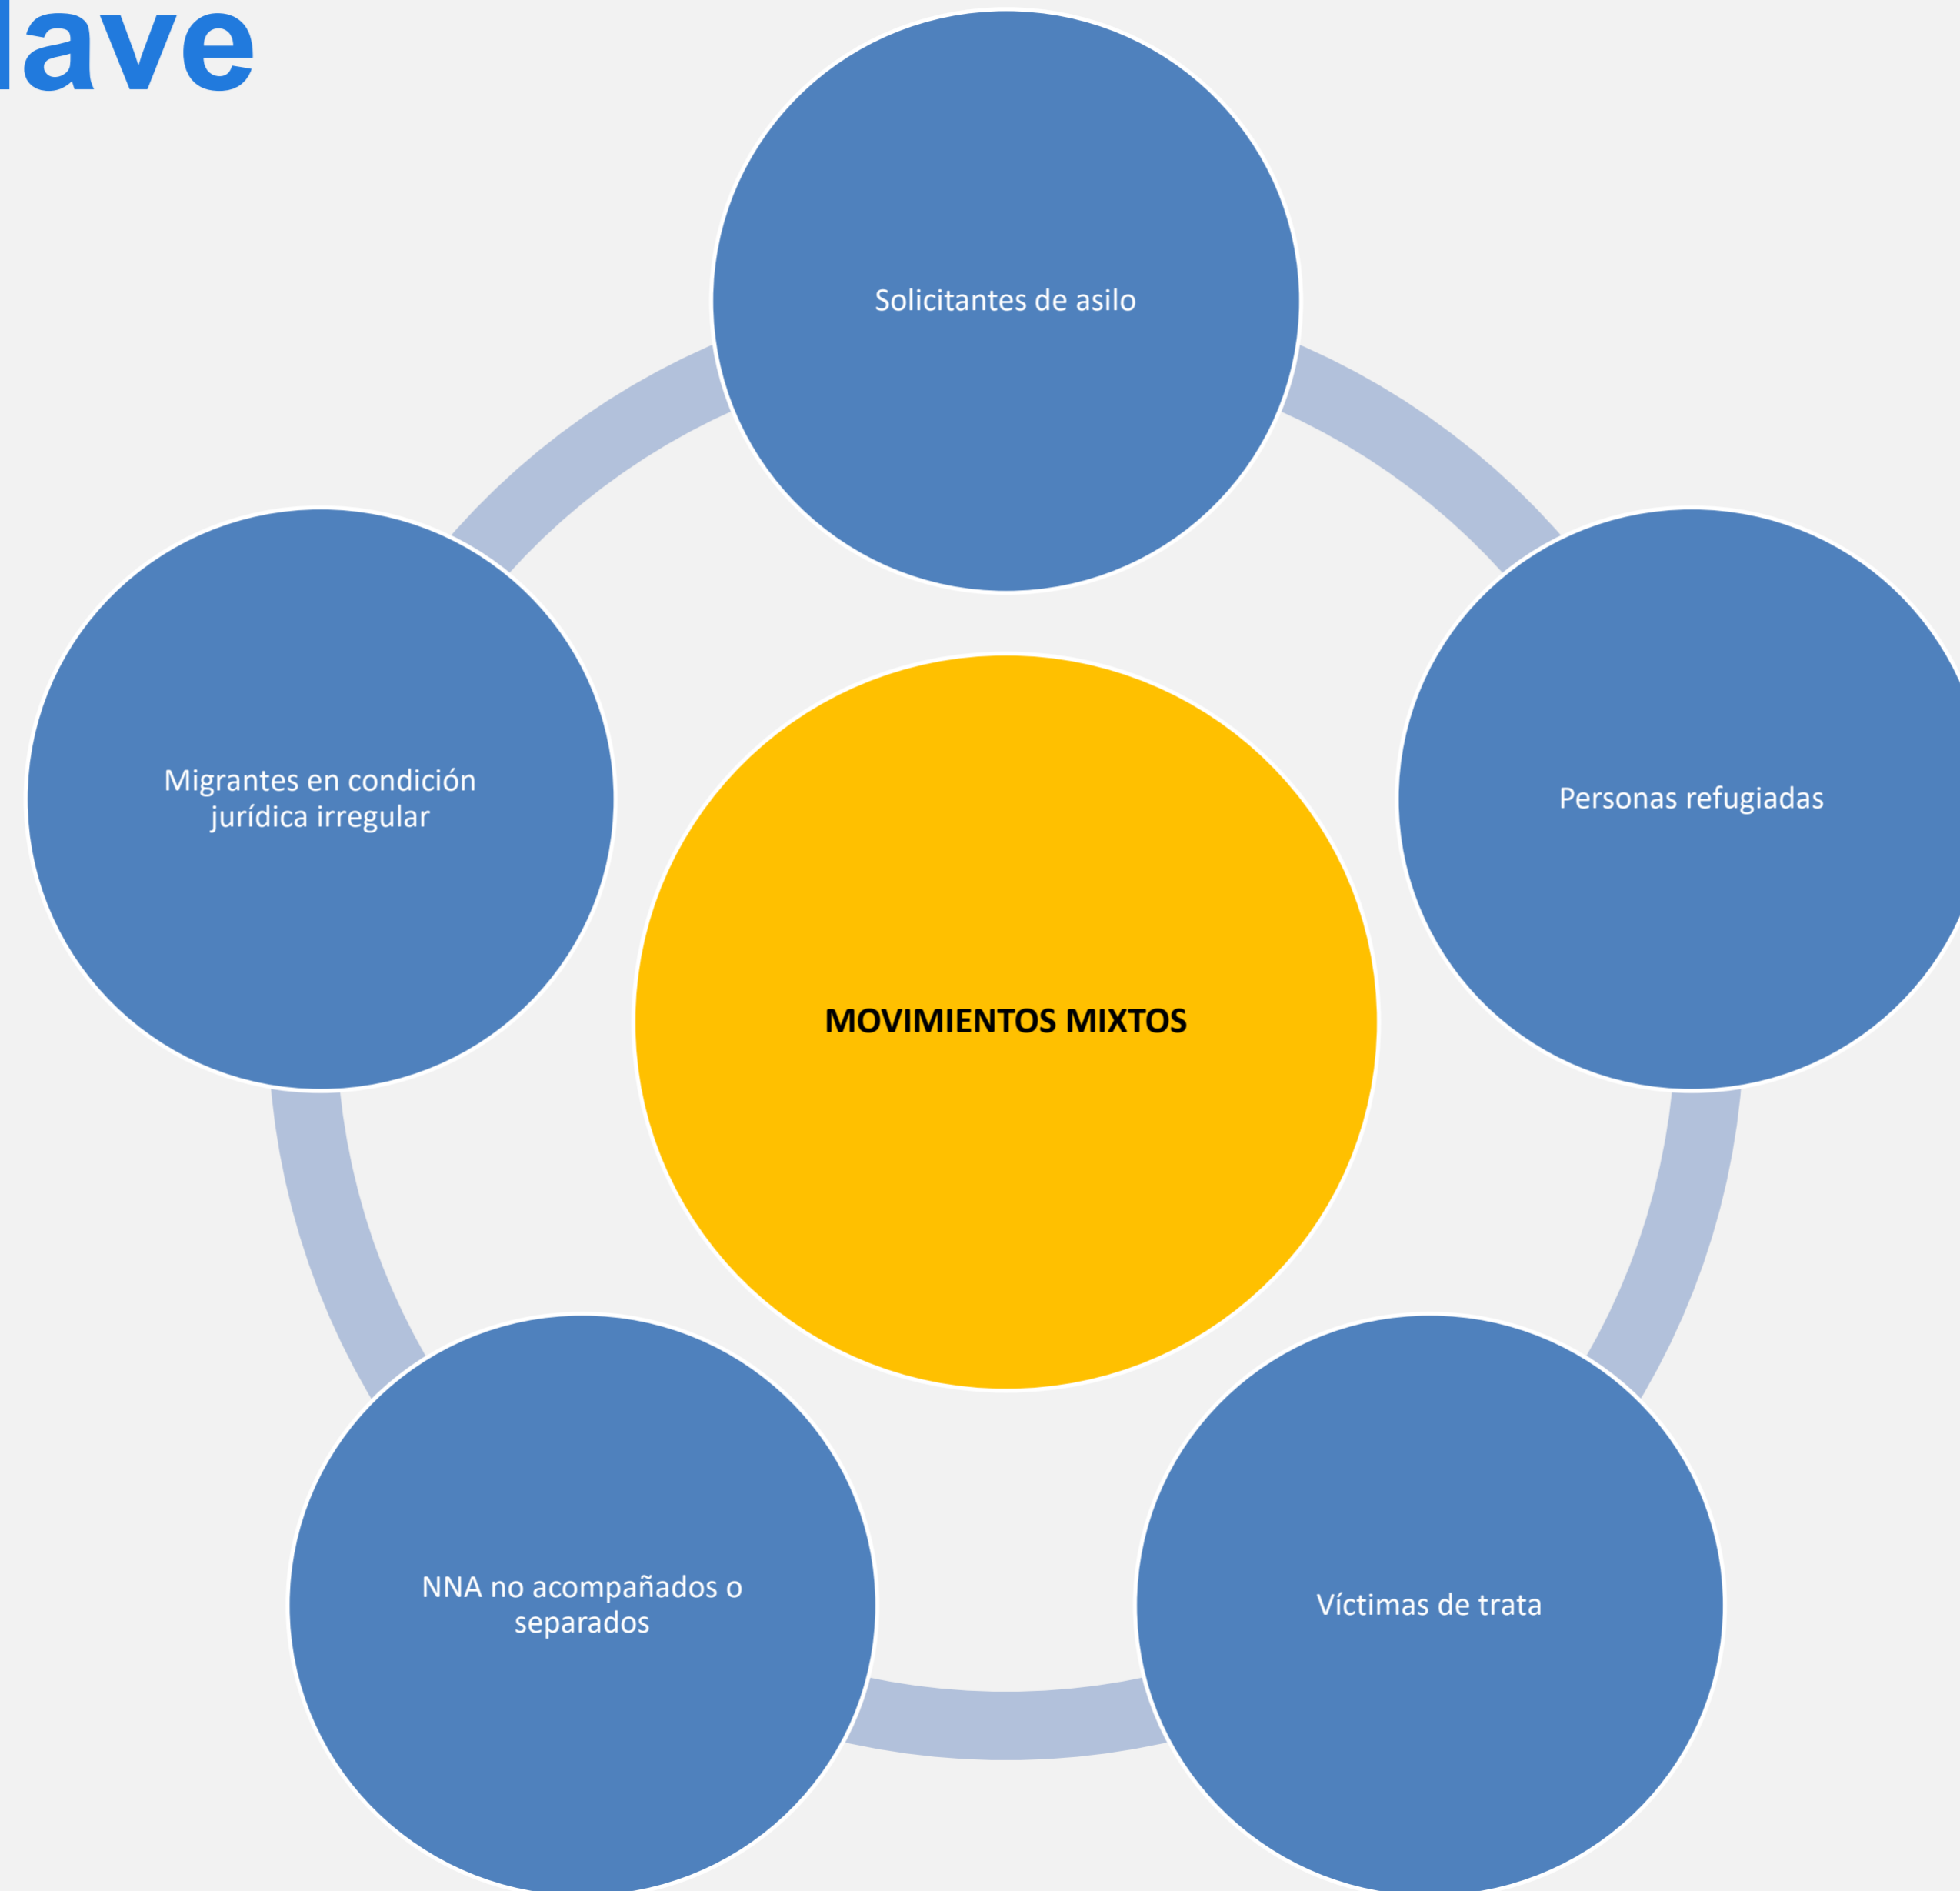 lave
Solicitantes de asilo
Personas refugiadas
Víctimas de trata
NNA no acompañados o
separados
Migrantes en condición
jurídica irregular
MOVIMIENTOS MIXTOS